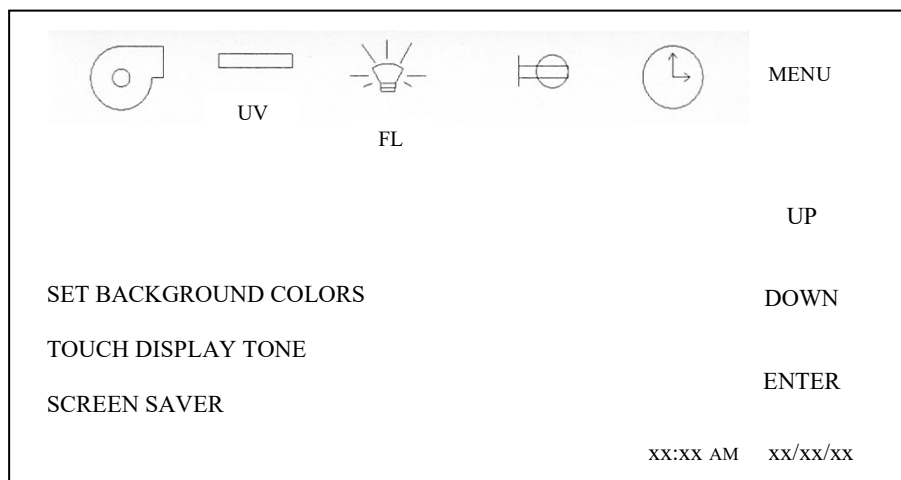 MENU
UV
FL
UP
SET BACKGROUND COLORS
DOWN
TOUCH DISPLAY TONE
ENTER
SCREEN SAVER
xx:xx AM xx/xx/xx